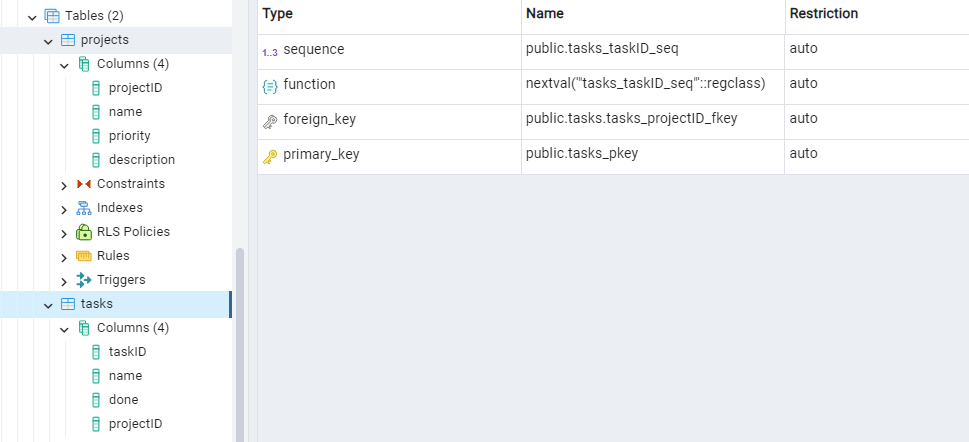 Tables (2)
projects
Columns (4)
projectID
name
priority
description
Constraints
Indexes
RLS Policies
Rules
Triggers
tasks
Columns (4)
taskID
name
done
projectID
Type Name Restriction
1..3 sequence public.tasks_taskID_seq auto
function nextval('"tasks_taskID_seq"'::regclass) auto
foreign_key public.tasks.tasks_projectID_fkey auto
primary_key public.tasks_pkey auto